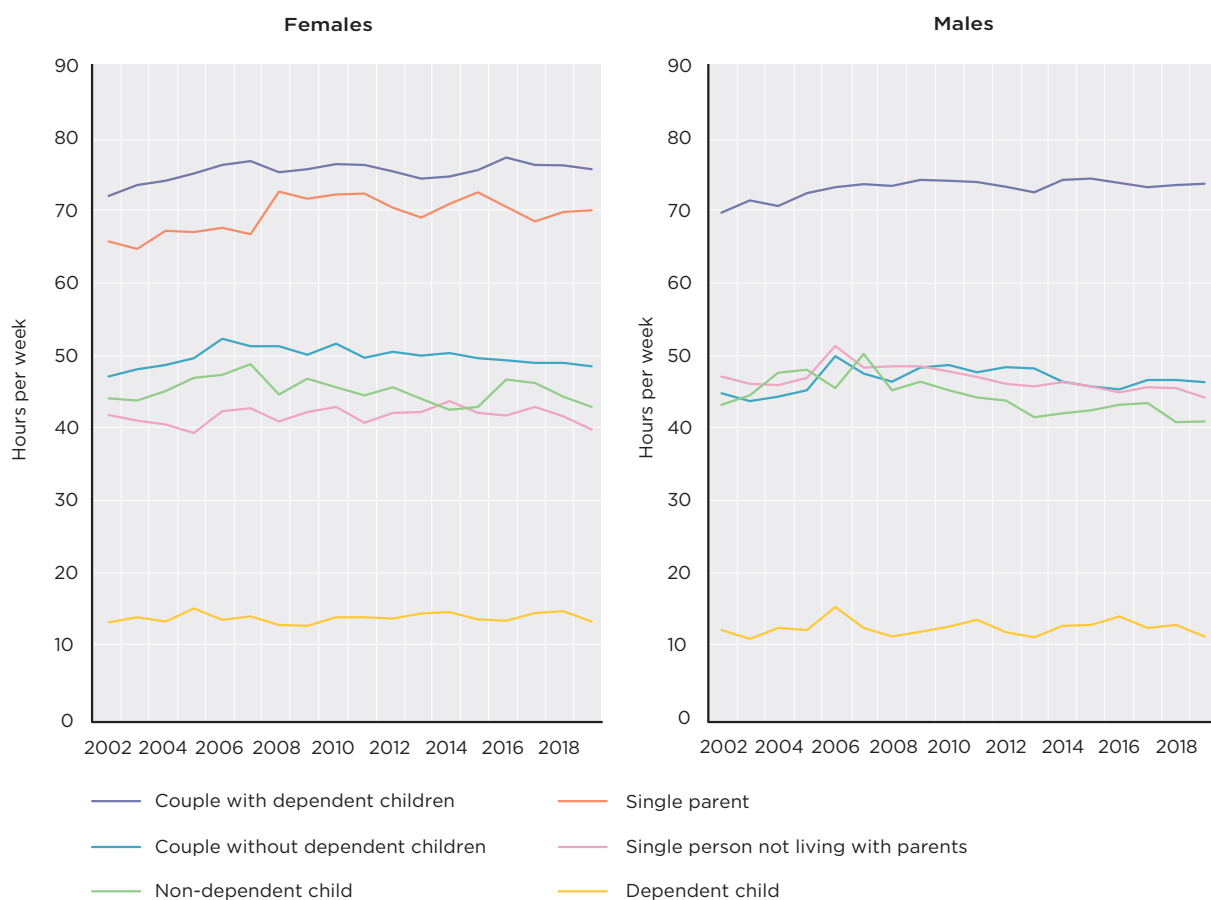 Females
90
80
70
60
50
40
30
20
10
0
Hours per week
2002 2004 2006 2008 2010 2012 2014 2016 2018
Males
90
80
70
60
50
40
30
20
10
0
Hours per week
2002 2004 2006 2008 2010 2012 2014 2016 2018
Couple with dependent children
Single parent
Couple without dependent children
Single person not living with parents
Non-dependent child
Dependent child